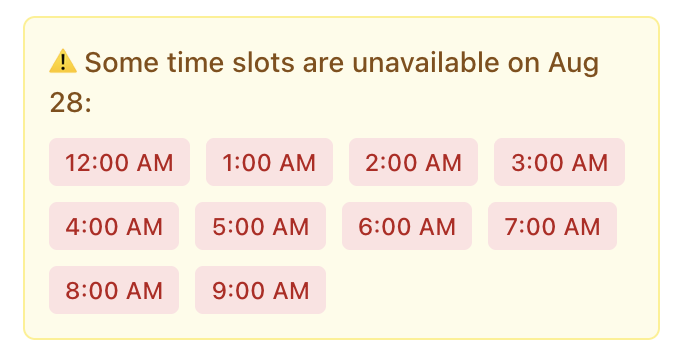 ⚠️ Some time slots are unavailable on Aug
28:
12:00 AM 1:00 AM 2:00 AM 3:00 AM
4:00 AM 5:00 AM 6:00 AM 7:00 AM
8:00 AM 9:00 AM